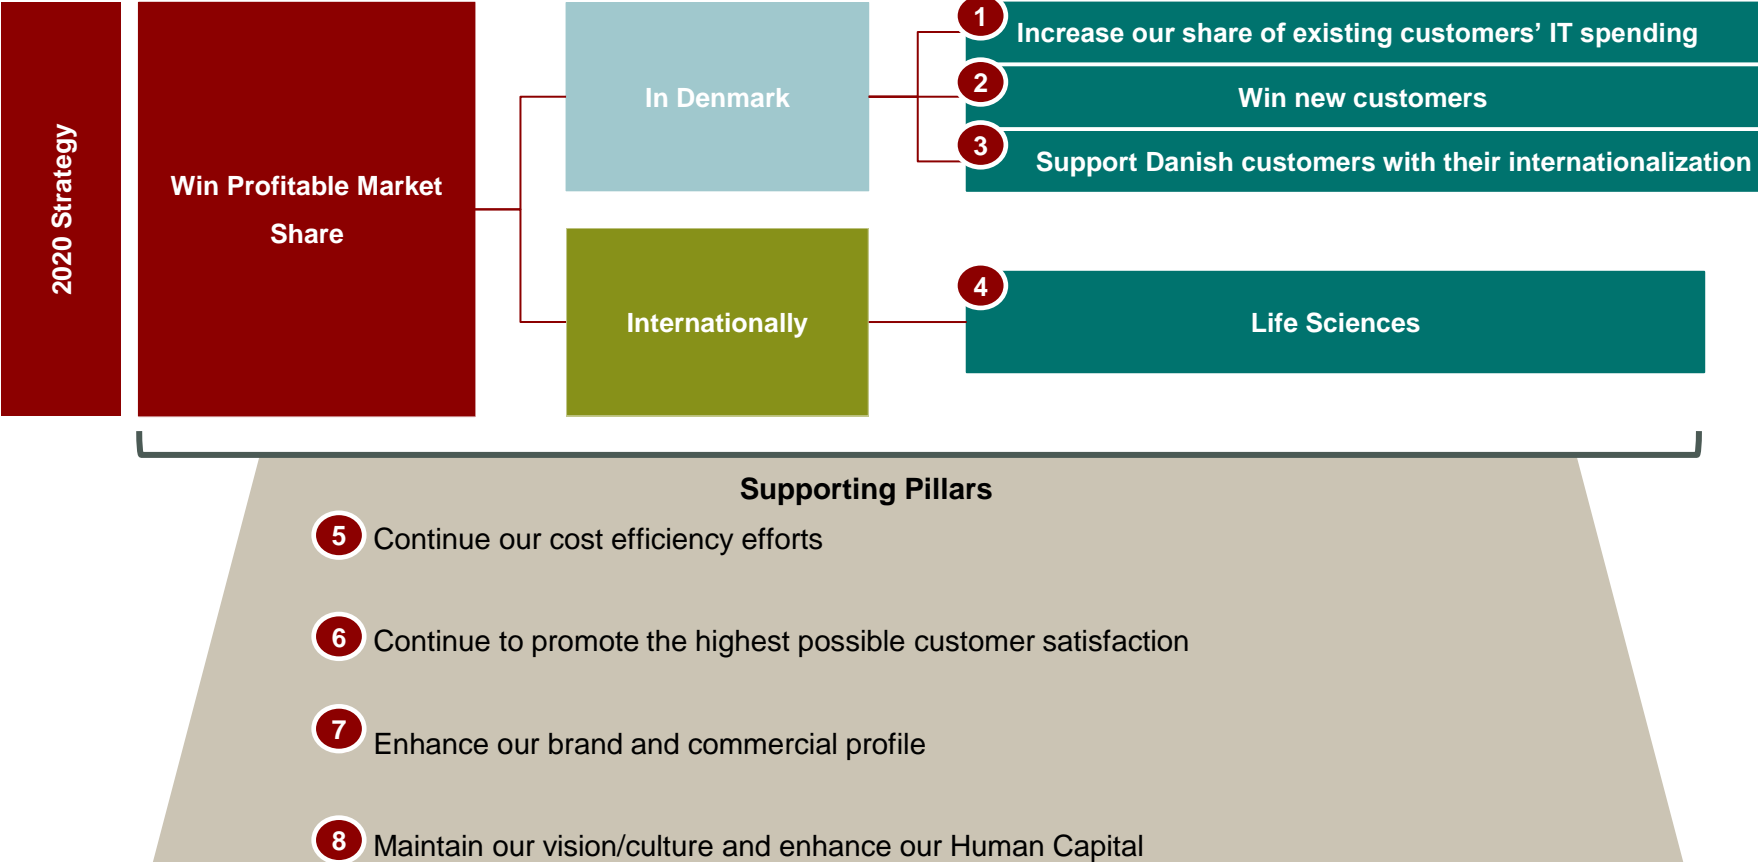 2020 Strategy
Win Profitable Market
Share
In Denmark
1
Increase our share of existing customers’ IT spending
2
Win new customers
3
Support Danish customers with their internationalization
Internationally
4
Life Sciences
Supporting Pillars
5 Continue our cost efficiency efforts
6 Continue to promote the highest possible customer satisfaction
7 Enhance our brand and commercial profile
8 Maintain our vision/culture and enhance our Human Capital